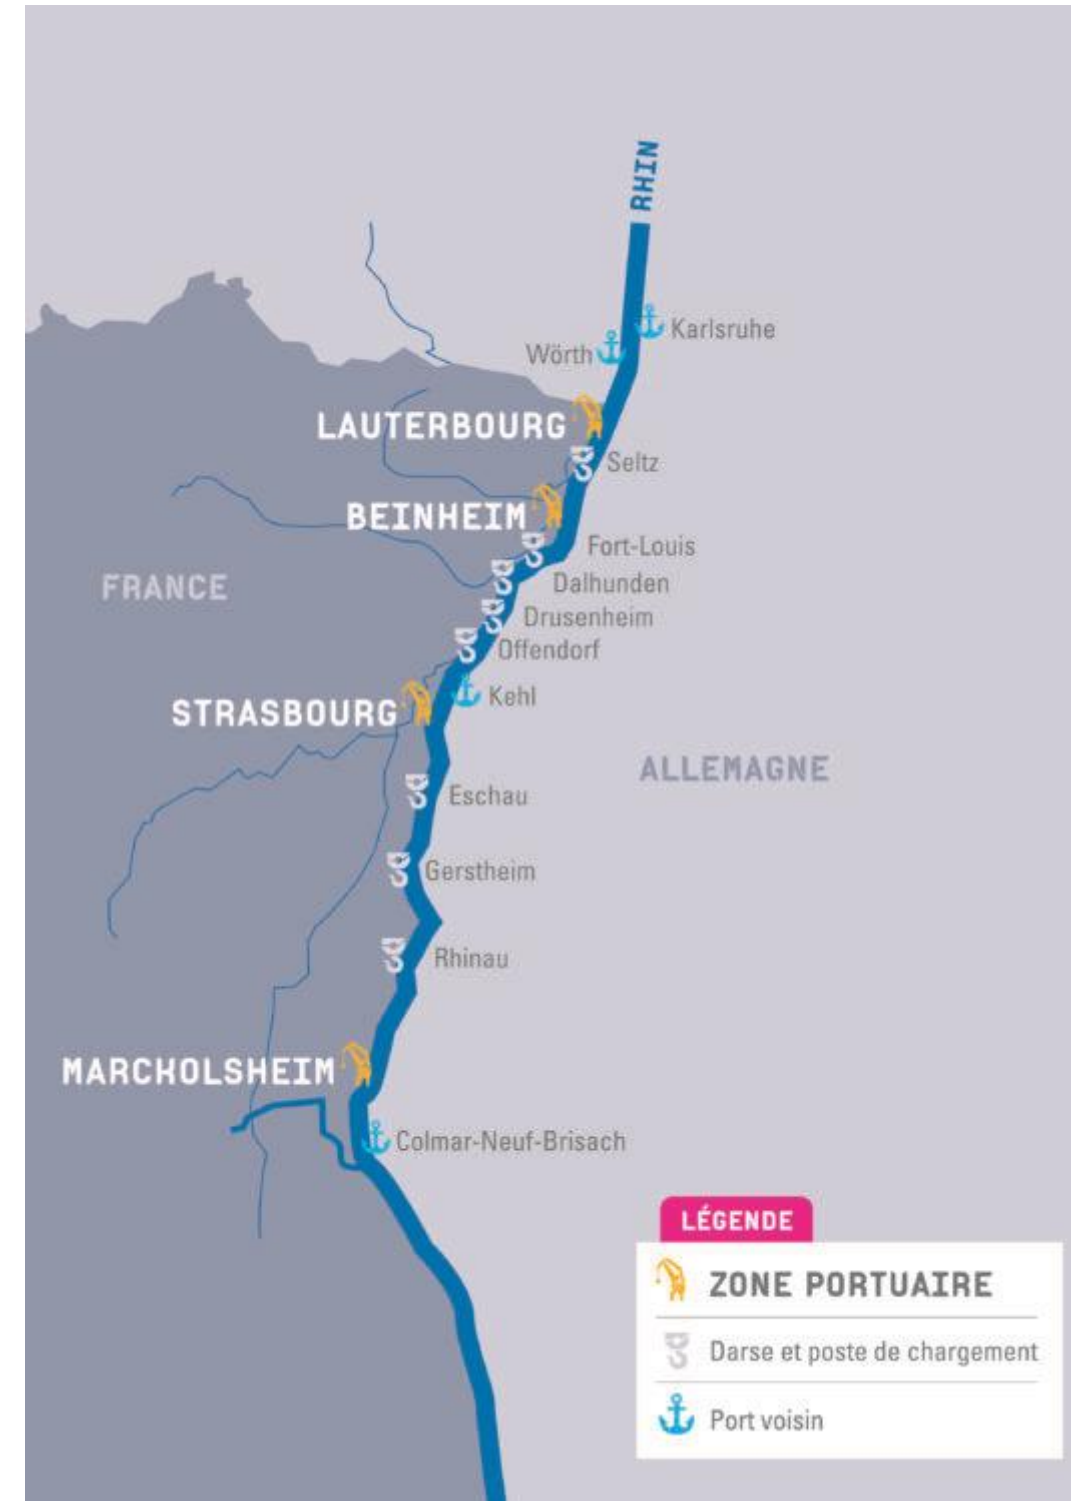 RHIN
Karlsruhe
Wörth
LAUTERBOURG
Seltz
BEINHEIM
Fort-Louis
FRANCE
Dalhunden
Drusenheim
Offendorf
Kehl
STRASBOURG
ALLEMAGNE
Eschau
Gerstheim
Rhinau
MARCKOLSHEIM
Colmar-Neuf-Brisach
LÉGENDE
ZONE PORTUAIRE
Darse et poste de chargement
Port voisin